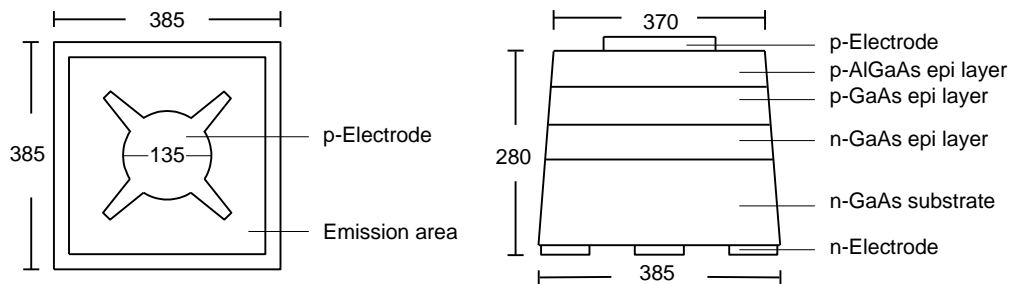 385
385
135
p-Electrode
Emission area
370
280
p-Electrode
p-AlGaAs epi layer
p-GaAs epi layer
n-GaAs epi layer
n-GaAs substrate
n-Electrode
385